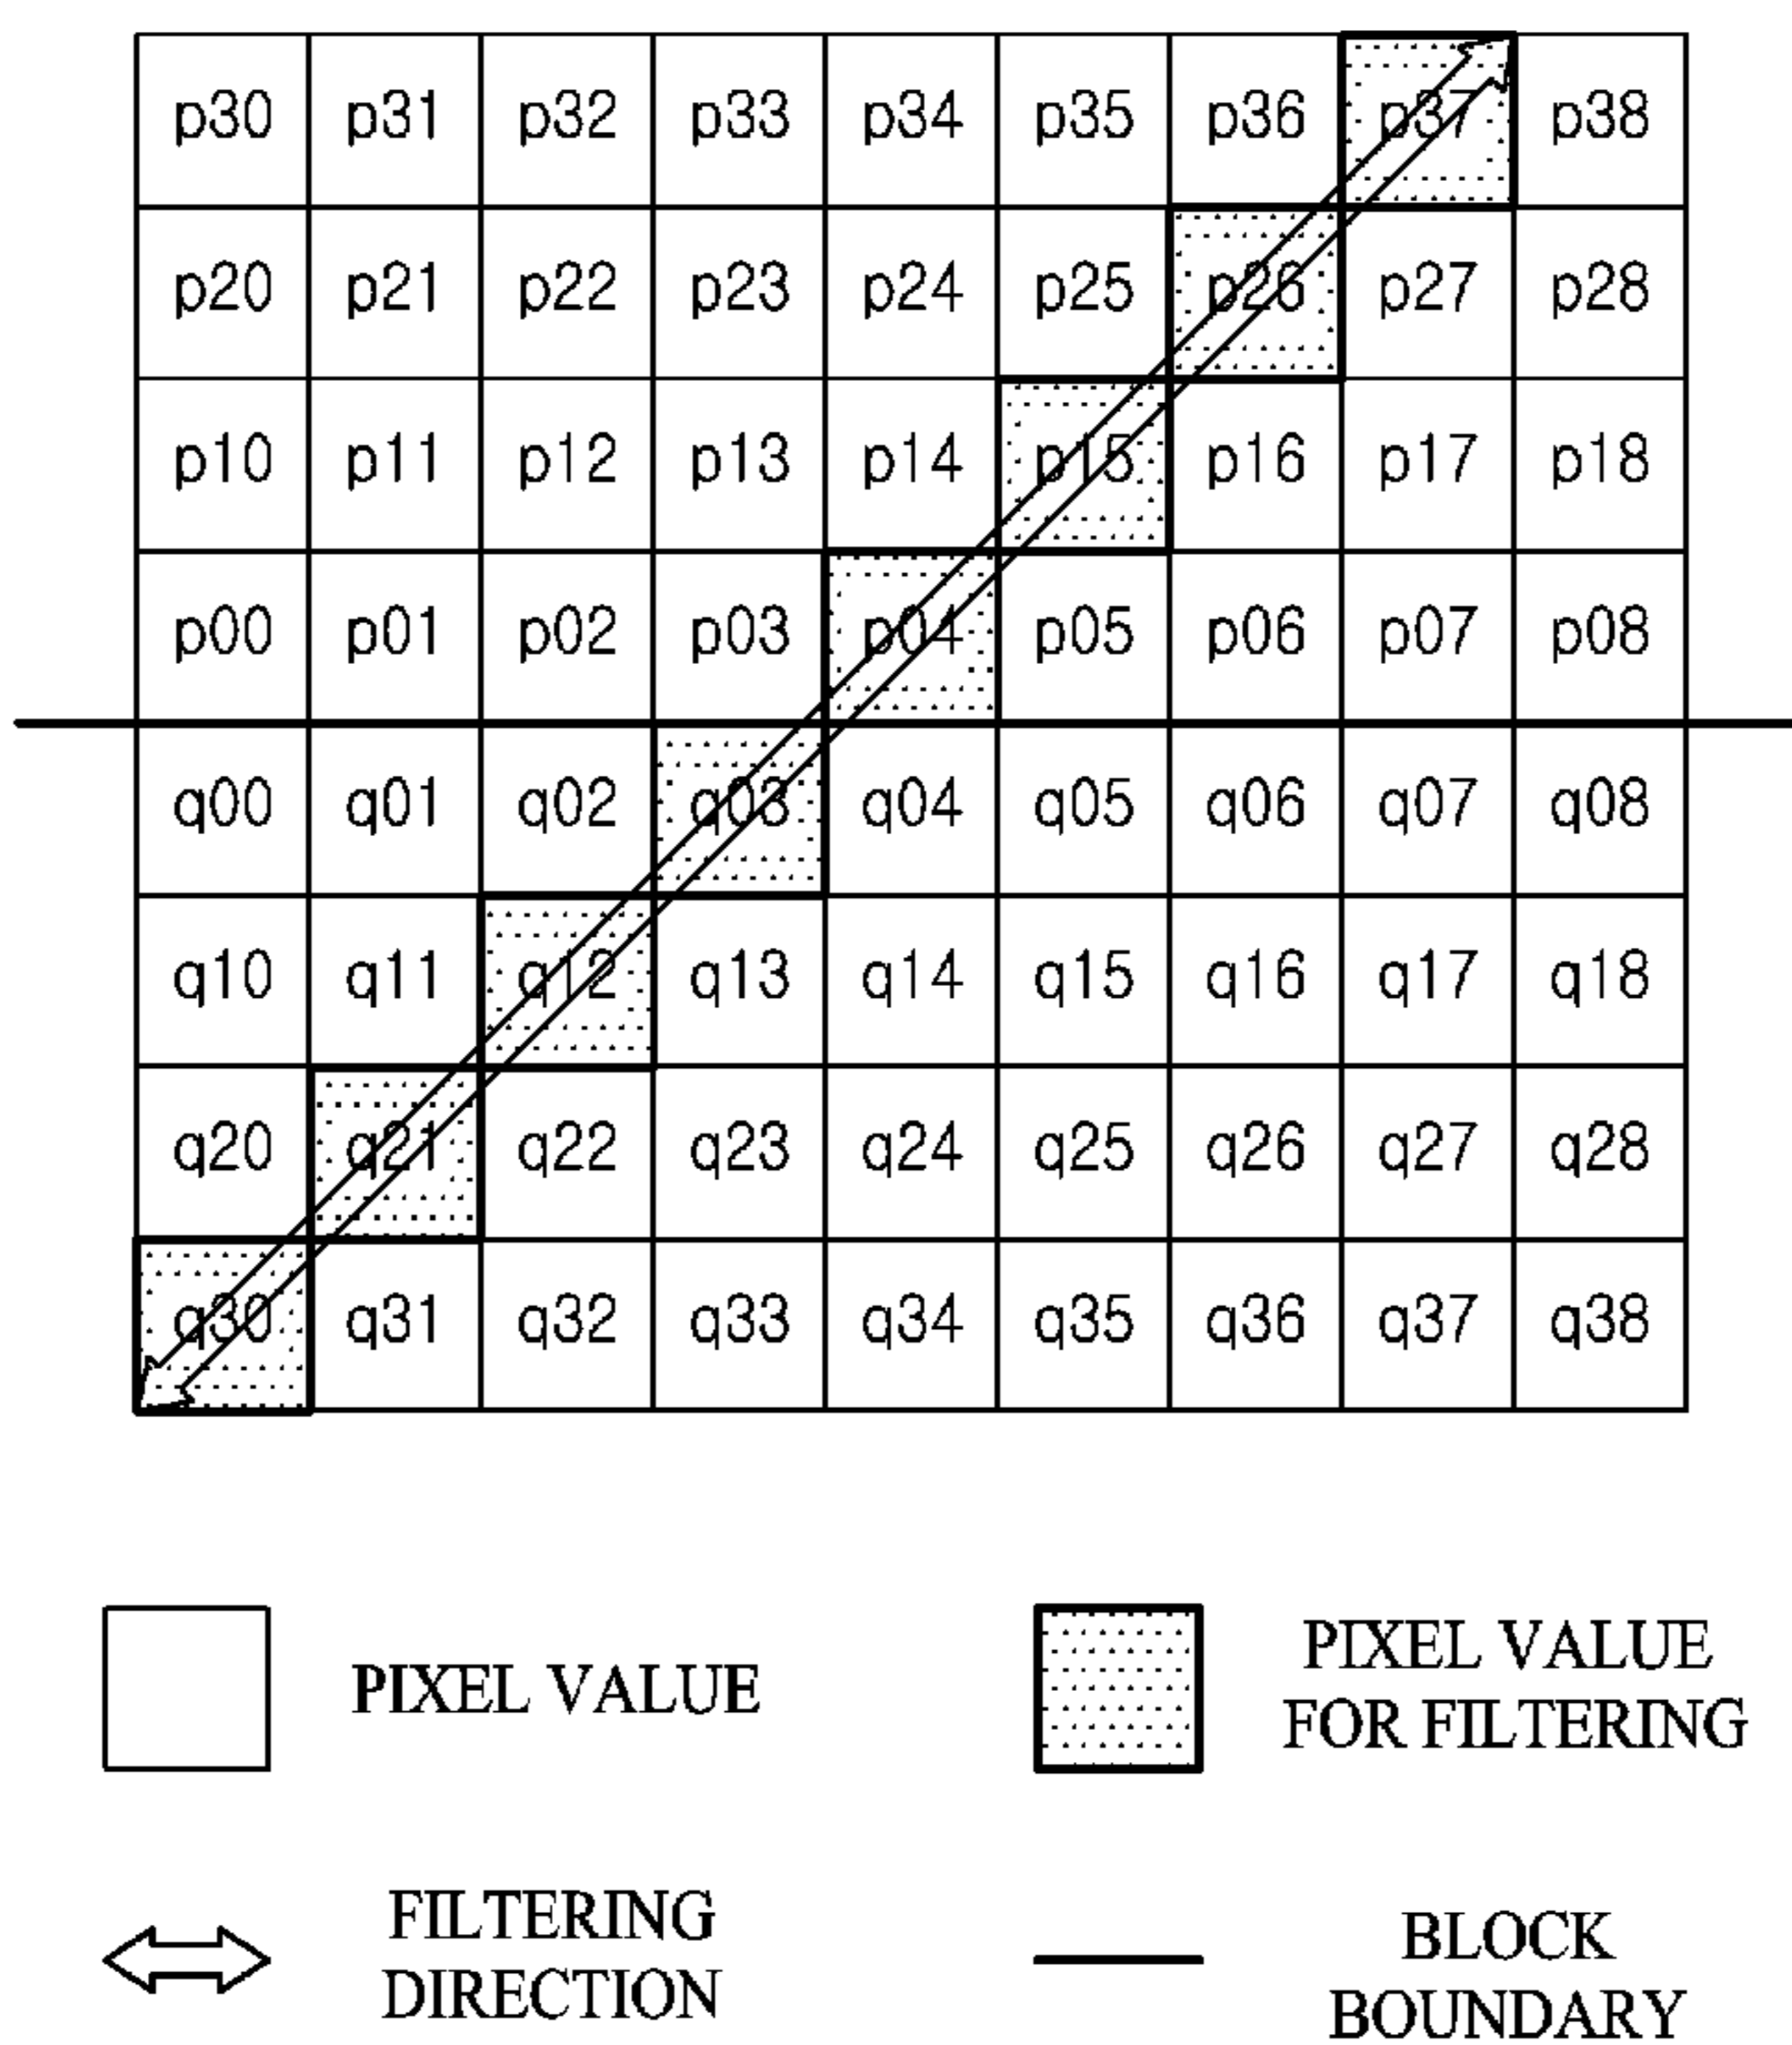 p30 p31 p32 p33 p34 p35 p36 p37 p38
p20 p21 p22 p23 p24 p25 p26 p27 p28
p10 p11 p12 p13 p14 p15 p16 p17 p18
p00 p01 p02 p03 p04 p05 p06 p07 p08
q00 q01 q02 q03 q04 q05 q06 q07 q08
q10 q11 q12 q13 q14 q15 q16 q17 q18
q20 q21 q22 q23 q24 q25 q26 q27 q28
q30 q31 q32 q33 q34 q35 q36 q37 q38
PIXEL VALUE
PIXEL VALUE
FOR FILTERING
FILTERING
DIRECTION
BLOCK
BOUNDARY